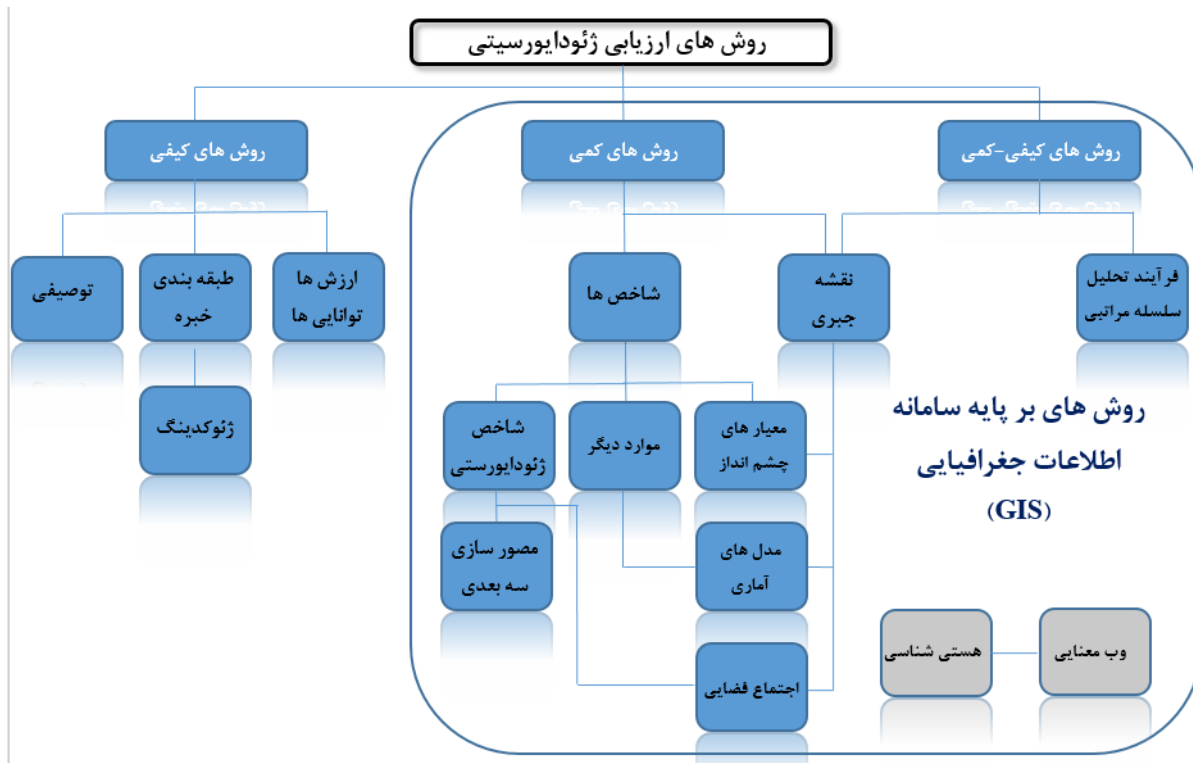 روش های ارزیابی ژئودایورسیتی
روش های کیفی-کمی
روش های کمی
روش های کیفی
فرآیند تحلیل
سلسله مراتبی
نقشه
جبری
شاخص ها
ارزش ها
توانایی ها
طبقه بندی
خبره
توصیفی
معیار های
چشم انداز
موارد دیگر
شاخص
ژئودایورستی
ژئوکدینگ
روش های بر پایه سامانه
اطلاعات جغرافیایی
(GIS)
مدل های
آماری
مصور سازی
سه بعدی
وب معنایی
هستی شناسی
اجتماع فضایی